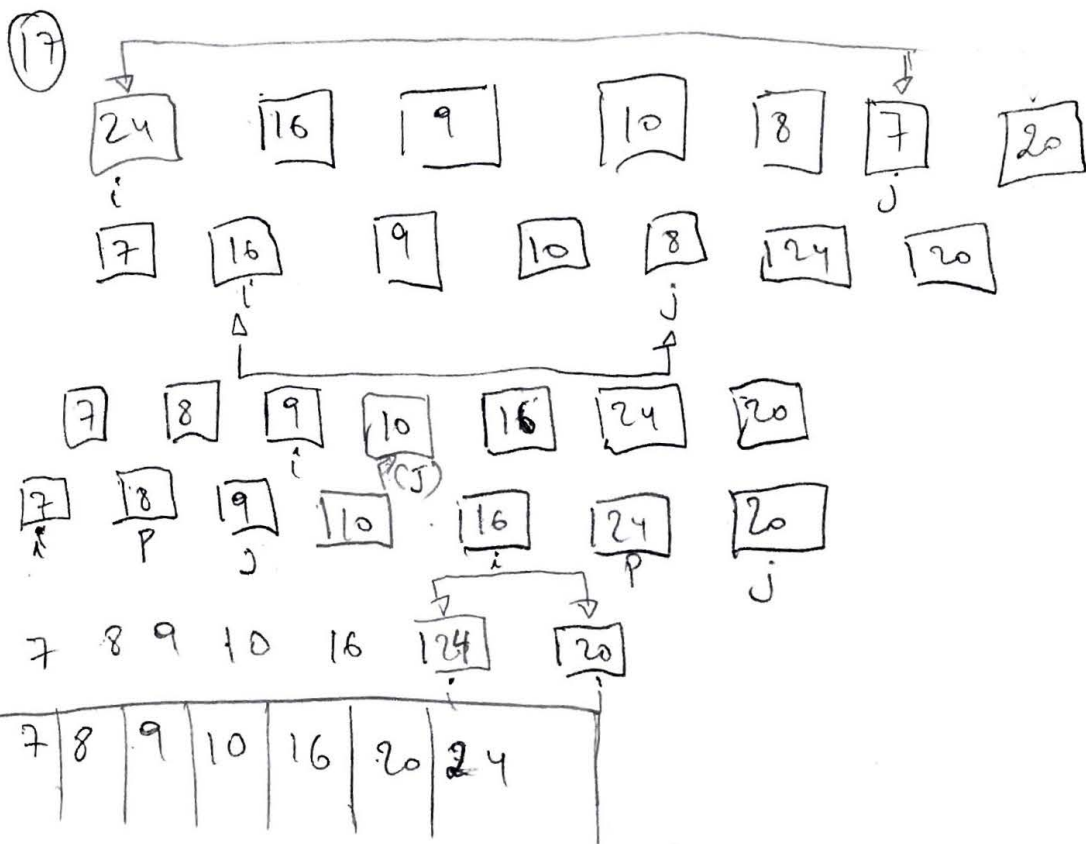 17
24 16 9 10 8 7 20
i j
7 16 9 10 8 24 20
i j
7 8 9 10 16 24 20
i (J)
7 8 9 10 16 24 20
i P J i P j
7 8 9 10 16 24 20
i i
7 8 9 10 16 20 24